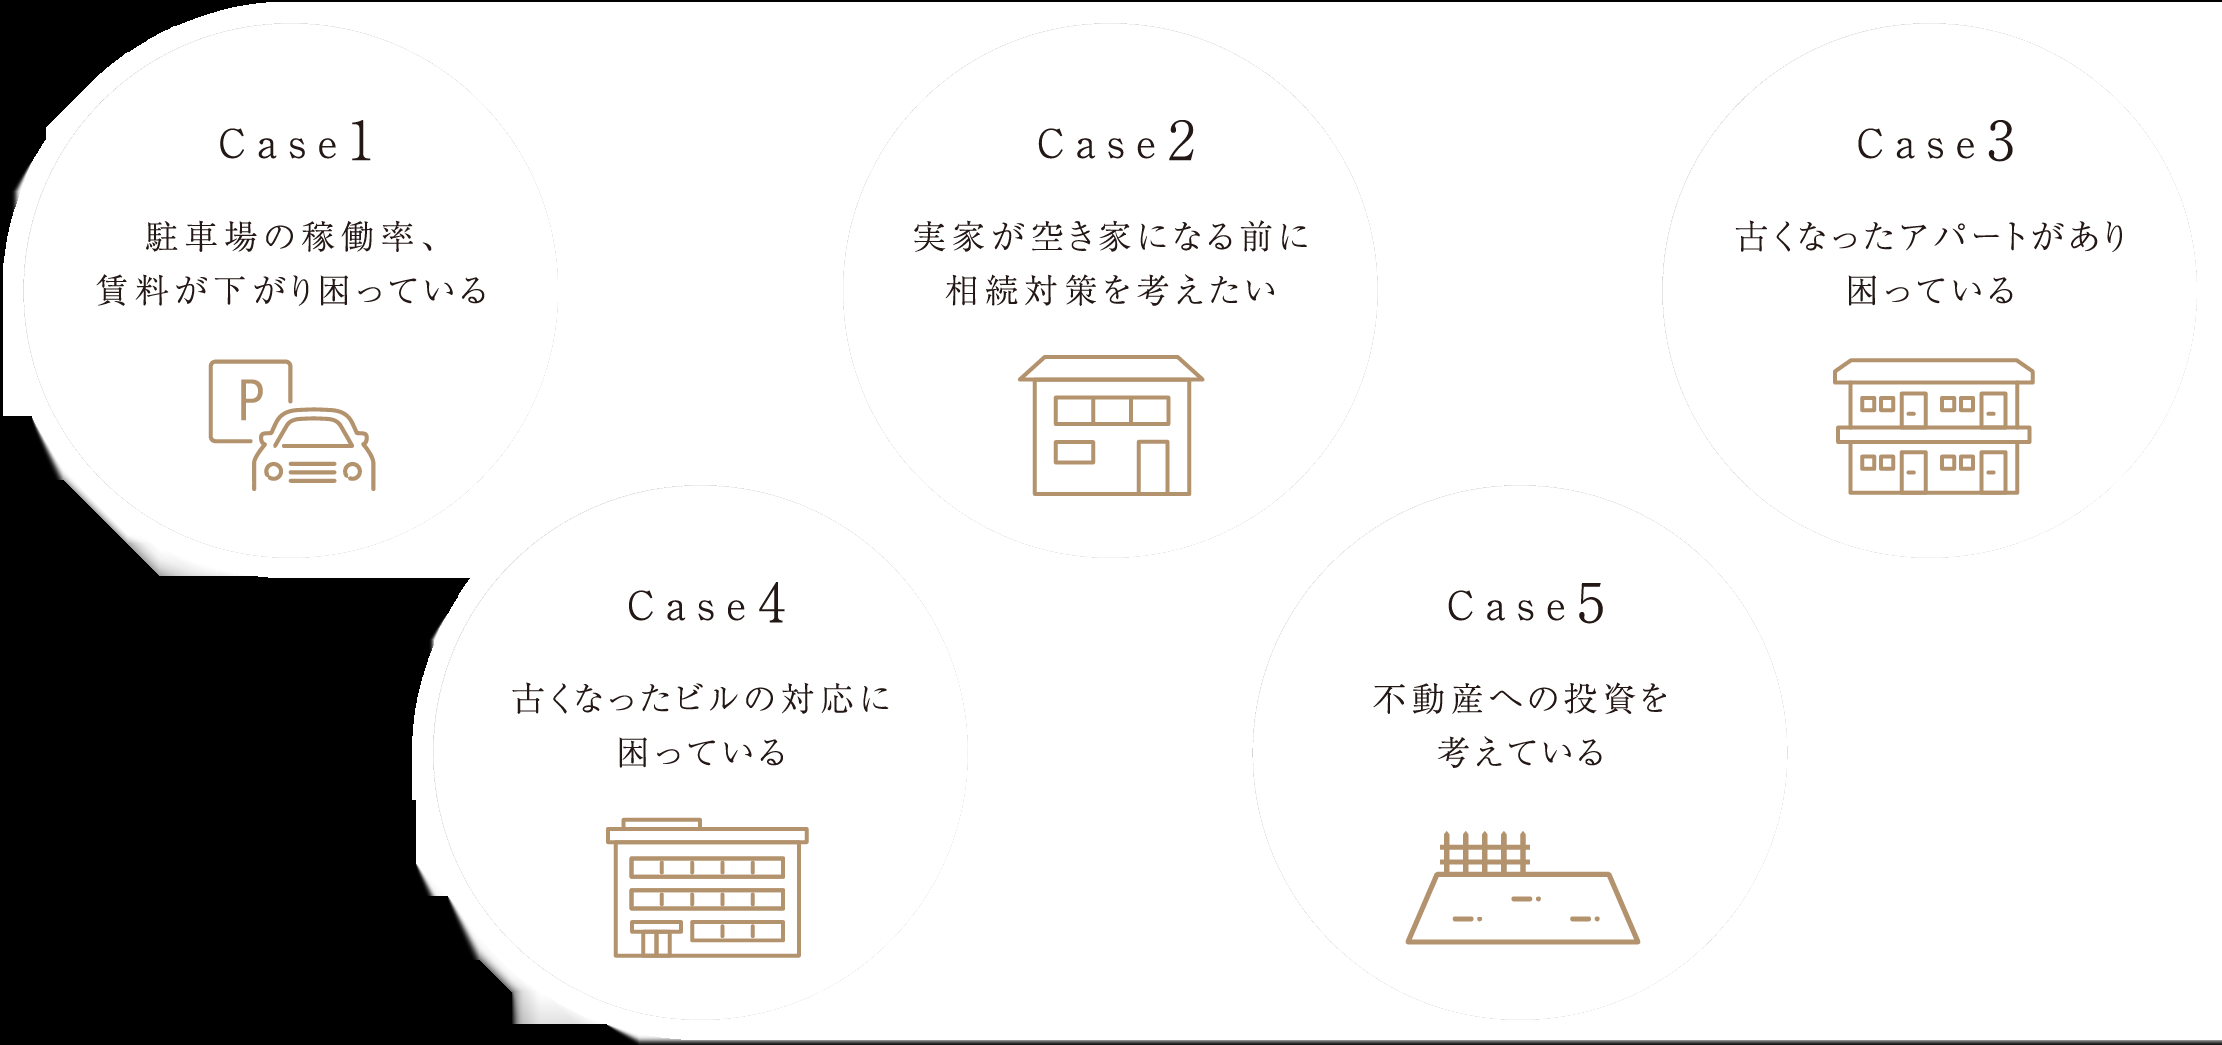 Case1
駐車場の稼働率、
賃料が下がり困っている
P
Case2
実家が空き家になる前に
相続対策を考えたい
Case3
古くなったアパートがあり
困っている
Case4
古くなったビルの対応に
困っている
Case5
不動産への投資を
考えている